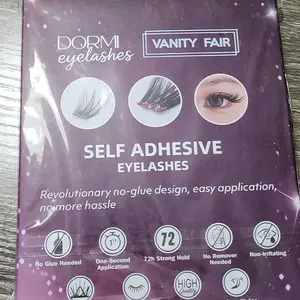 DORMI
eyelashes
VANITY FAIR
SELF ADHESIVE
EYELASHES
Revolutionary no-glue design, easy application,
no more hassle
72
No Glue Needed
One-Second
Application
72h Strong Hold
No Remover
Needed
Non-Irritating
HIGH